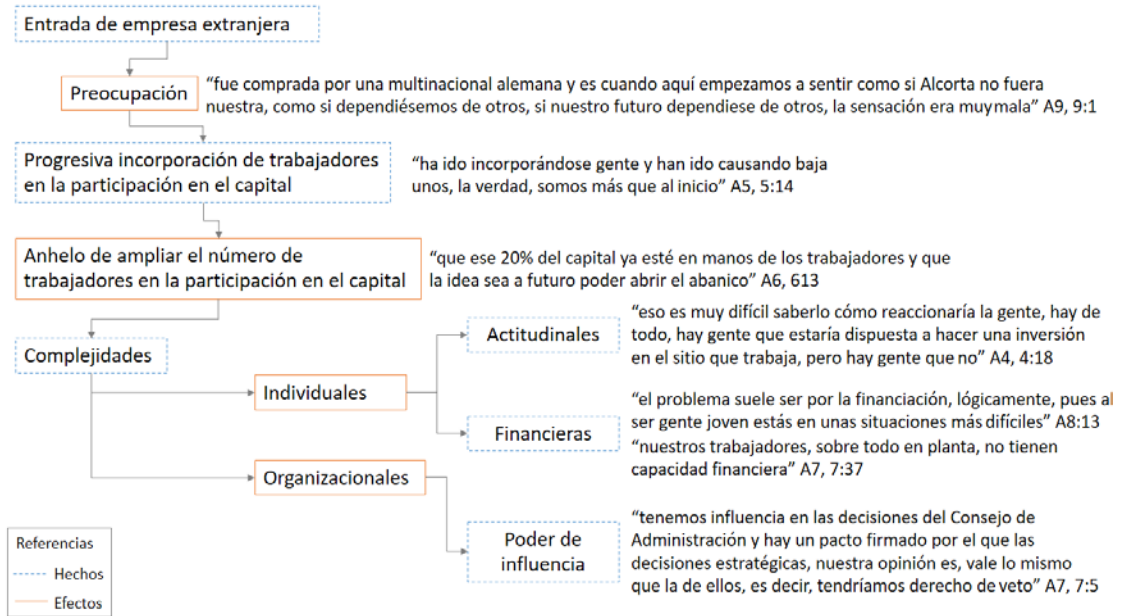 Entrada de empresa extranjera
Preocupación
“fue comprada por una multinacional alemana y es cuando aquí empezamos a sentir como si Alcorta no fuera
nuestra, como si dependiésemos de otros, si nuestro futuro dependiese de otros, la sensación era muy mala” A9, 9:1
Progresiva incorporación de trabajadores
en la participación en el capital
“ha ido incorporándose gente y han ido causando baja
unos, la verdad, somos más que al inicio” A5, 5:14
Anhelo de ampliar el número de
trabajadores en la participación en el capital
“que ese 20% del capital ya esté en manos de los trabajadores y que
la idea sea a futuro poder abrir el abanico” A6, 613
Complejidades
Individuales
Actitudinales
“eso es muy difícil saberlo cómo reaccionaría la gente, hay de
todo, hay gente que estaría dispuesta a hacer una inversión
en el sitio que trabaja, pero hay gente que no” A4, 4:18
Financieras
“el problema suele ser por la financiación, lógicamente, pues al
ser gente joven estás en unas situaciones más difíciles” A8:13
“nuestros trabajadores, sobre todo en planta, no tienen
capacidad financiera” A7, 7:37
Organizacionales
Poder de
influencia
“tenemos influencia en las decisiones del Consejo de
Administración y hay un pacto firmado por el que las
decisiones estratégicas, nuestra opinión es, vale lo mismo
que la de ellos, es decir, tendríamos derecho de veto” A7, 7:5
Referencias
Hechos
Efectos